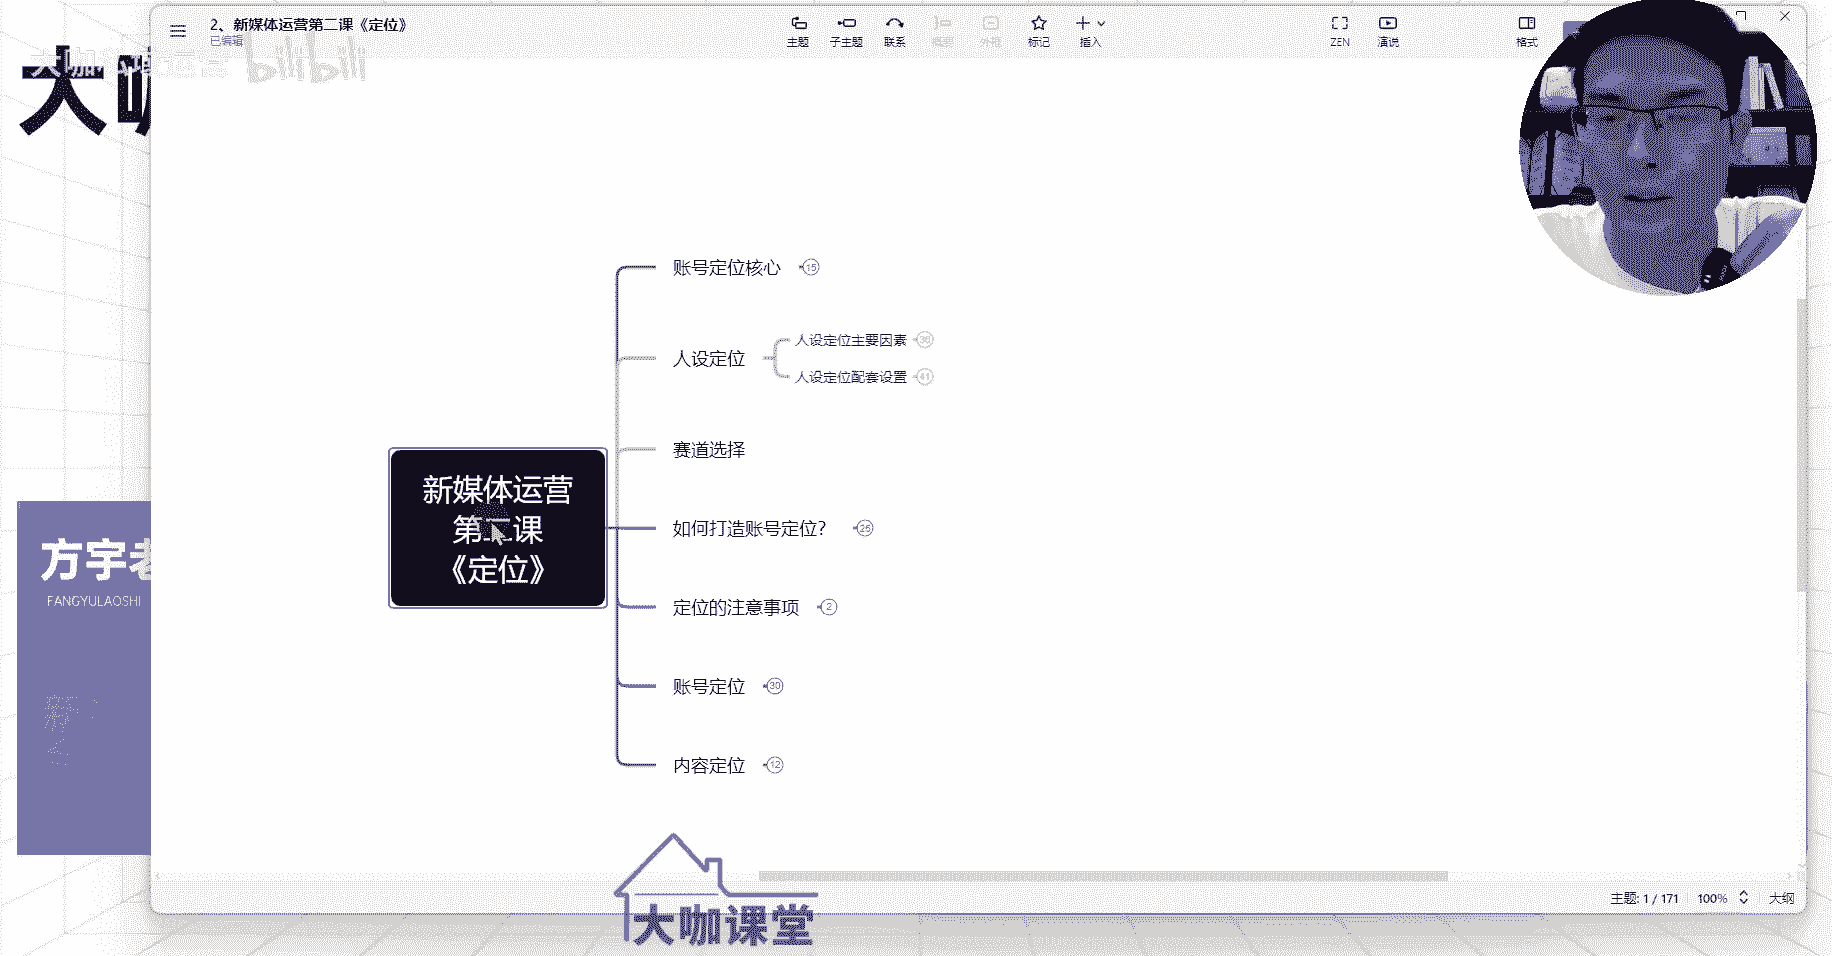 2、新媒体运营第二课《定位》
已编辑
主题
子主题
联系
概要
外框
标记
插入
ZEN
演说
格式
大咖
bilibili
大咖
账号定位核心
15
人设定位
人设定位主要因素
36
人设定位配套设置
41
赛道选择
新媒体运营
第二课
《定位》
如何打造账号定位?
25
定位的注意事项
2
账号定位
30
内容定位
12
方宇老
FANGYULAOSHI
主题: 1 / 171
100%
大纲
大咖课堂